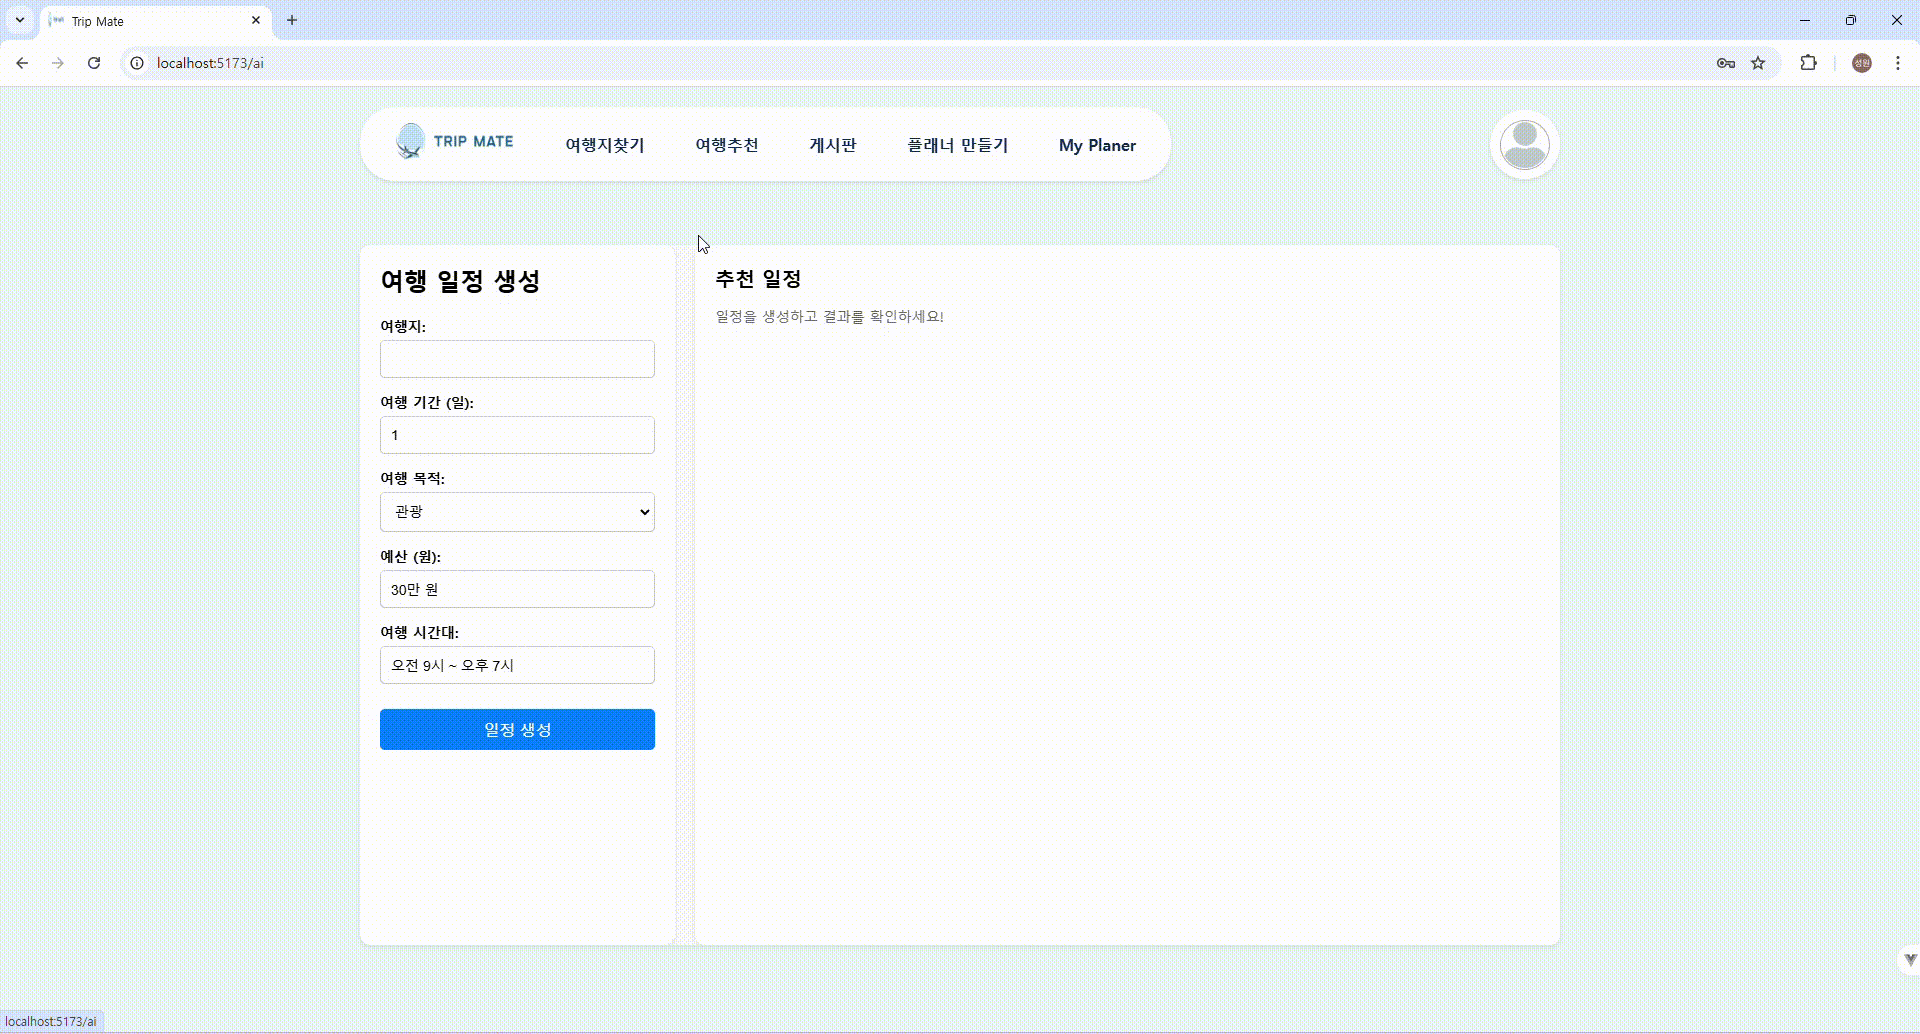 Trip Mate
localhost:5173/ai
성원
TRIP MATE
여행지찾기
여행추천
게시판
플래너 만들기
My Planer
여행 일정 생성
여행지:
여행 기간 (일):
1
여행 목적:
관광
예산 (원):
30만 원
여행 시간대:
오전 9시 ~ 오후 7시
일정 생성
추천 일정
일정을 생성하고 결과를 확인하세요!
localhost:5173/ai